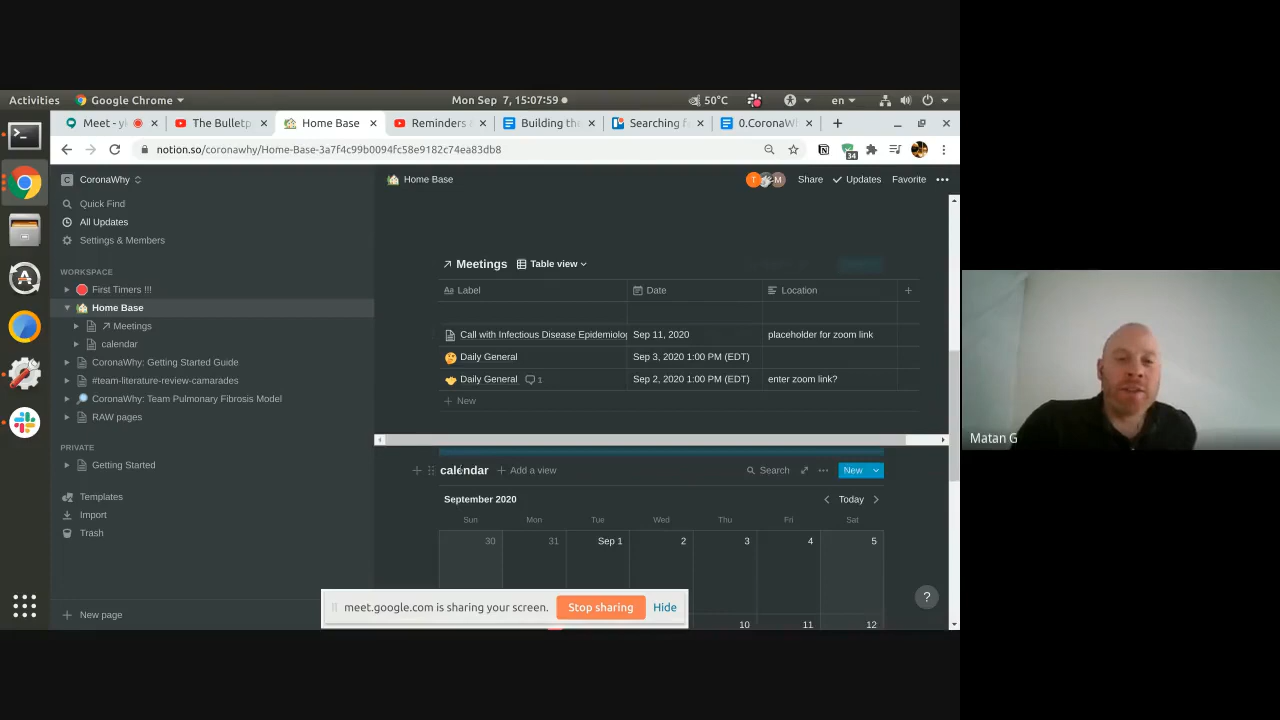 Activities
Google Chrome
Mon Sep 7, 15:07:59
50°C
en
Meet - y
The Bulletp
Home Base
Reminders
Building the
Searching f
0.CoronaWh
notion.so/coronawhy/Home-Base-3a7f4c99b0094fc58e9182c74ea83db8
34
C CoronaWhy
Home Base
T M
Share
Updates
Favorite
Quick Find
All Updates
Settings & Members
WORKSPACE
First Timers !!!
Home Base
Meetings
calendar
CoronaWhy: Getting Started Guide
#team-literature-review-camarades
CoronaWhy: Team Pulmonary Fibrosis Model
RAW pages
PRIVATE
Getting Started
Templates
Import
Trash
New page
Meetings
Table view
Aa Label
Date
Location
Call with Infectious Disease Epidemiolog
Sep 11, 2020
placeholder for zoom link
Daily General
Sep 3, 2020 1:00 PM (EDT)
Daily General
1
Sep 2, 2020 1:00 PM (EDT)
enter zoom link?
New
calendar
Add a view
Search
New
September 2020
Today
Sun Mon Tue Wed Thu Fri Sat
30 31 Sep 1 2 3 4 5
10 11 12
meet.google.com is sharing your screen.
Stop sharing
Hide
?
Matan G